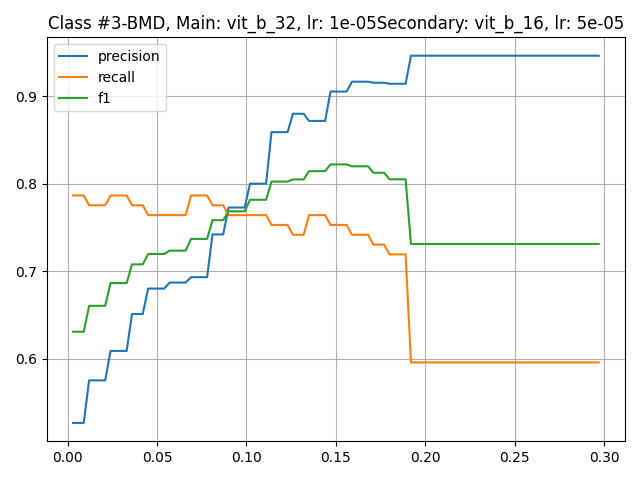 Class #3-BMD, Main: vit_b_32, lr: 1e-05Secondary: vit_b_16, lr: 5e-05
precision
recall
f1
0.9
0.8
0.7
0.6
0.00 0.05 0.10 0.15 0.20 0.25 0.30